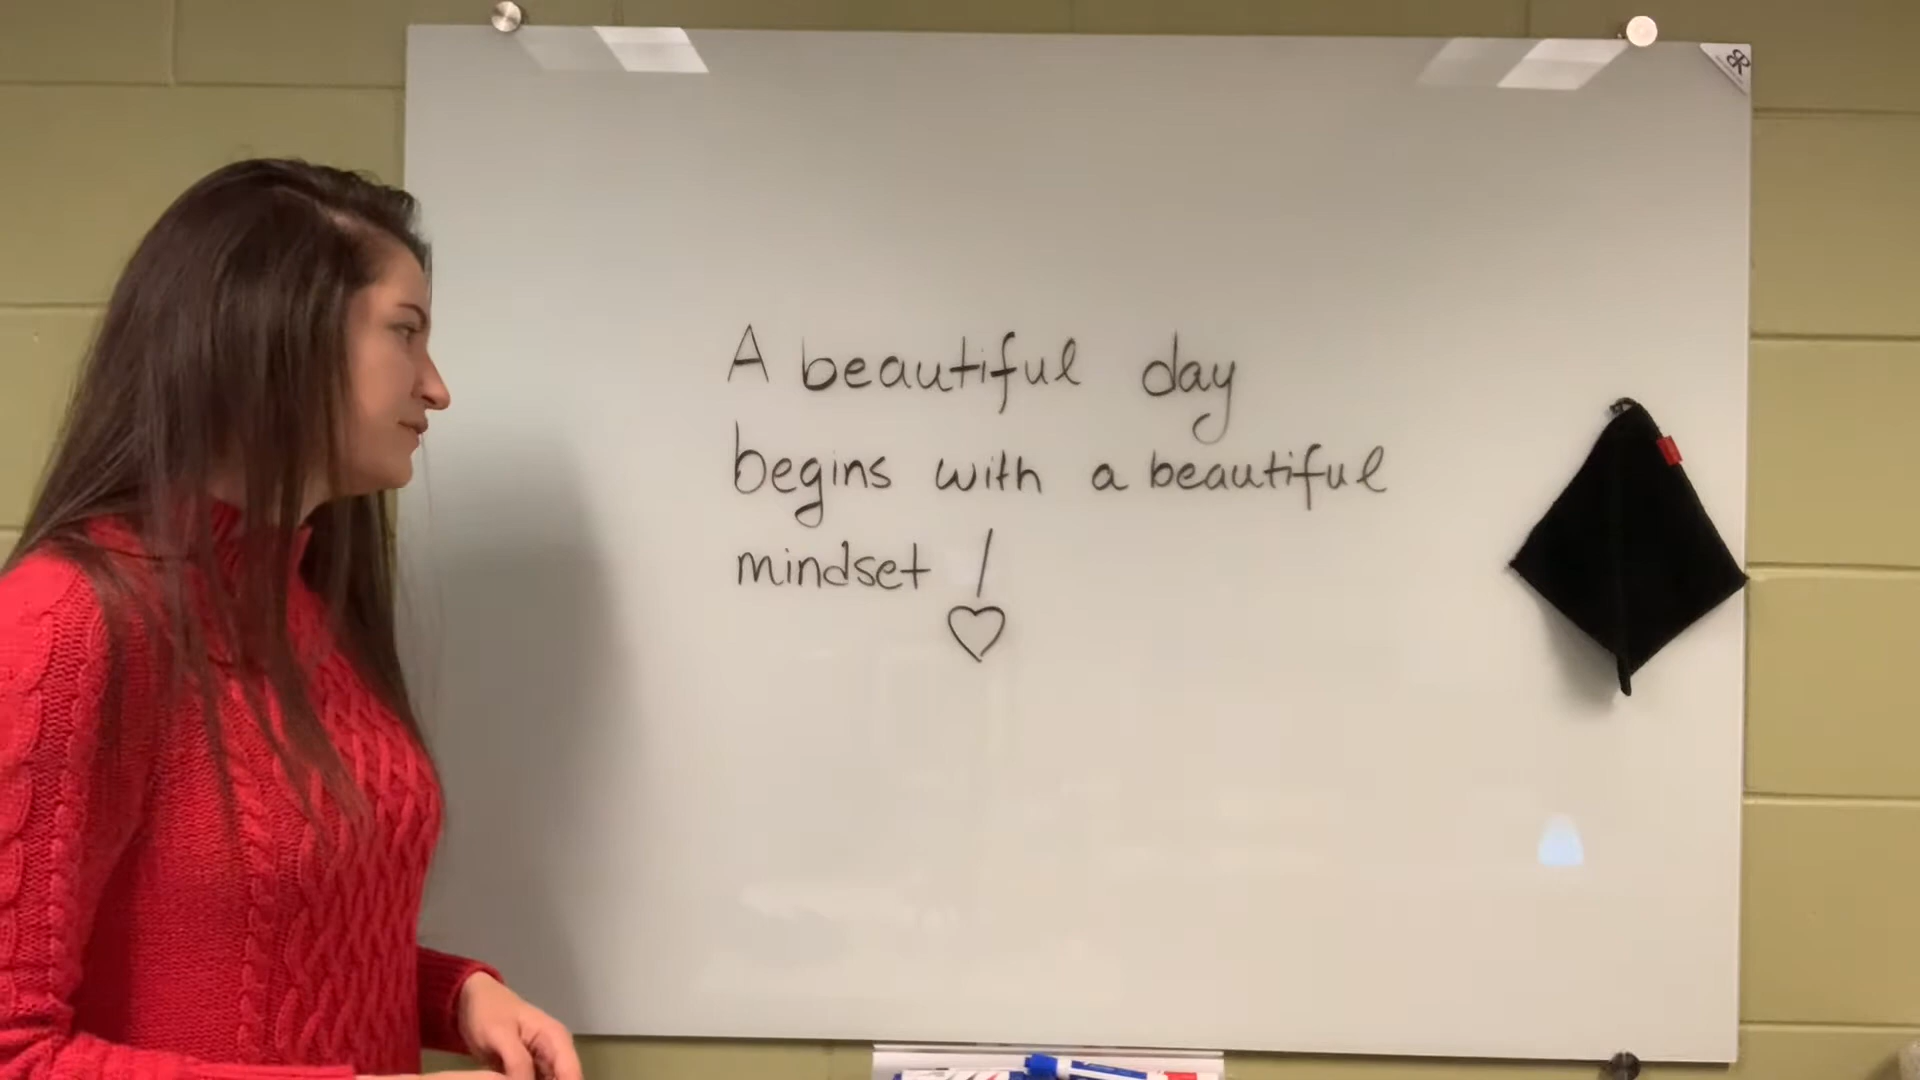 A beautiful day
begins with a beautiful
mindset !